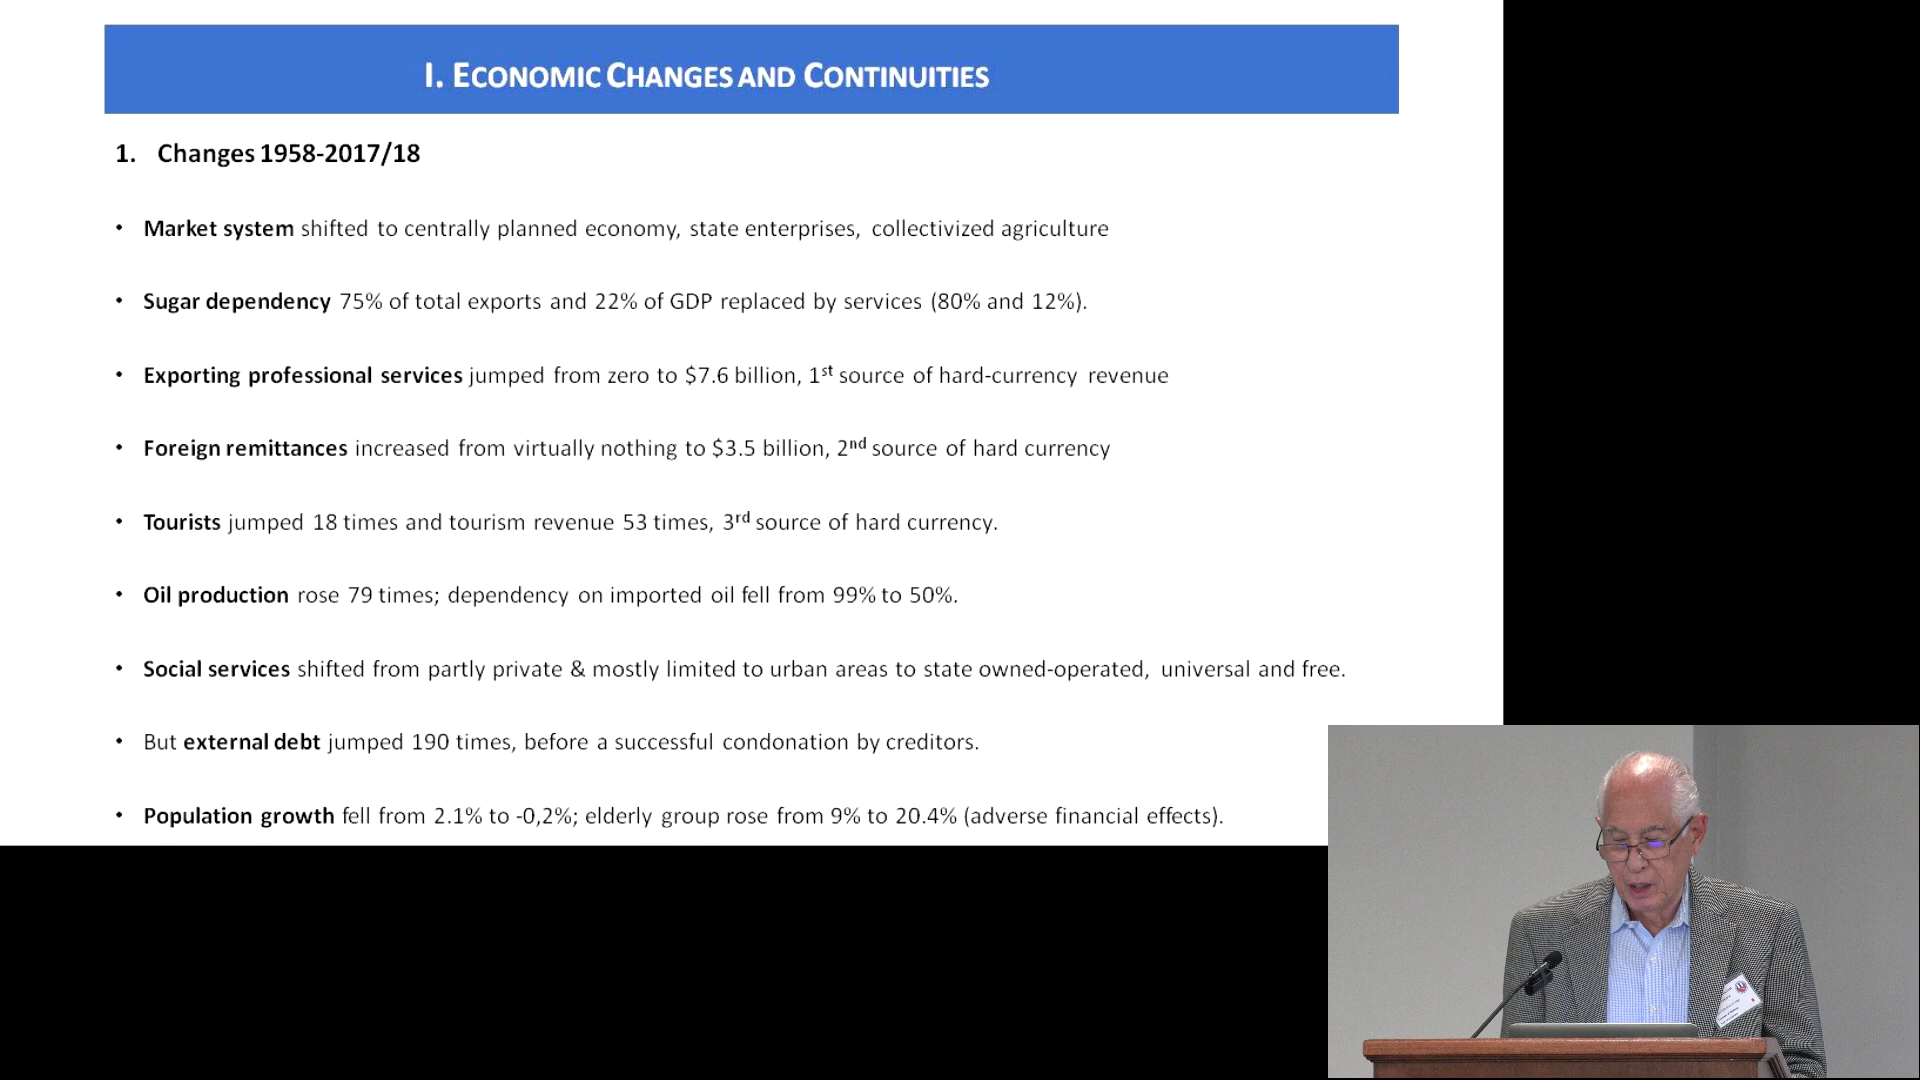 I. ECONOMIC CHANGES AND CONTINUITIES
1. Changes 1958-2017/18
• Market system shifted to centrally planned economy, state enterprises, collectivized agriculture
• Sugar dependency 75% of total exports and 22% of GDP replaced by services (80% and 12%).
• Exporting professional services jumped from zero to $7.6 billion, 1st source of hard-currency revenue
• Foreign remittances increased from virtually nothing to $3.5 billion, 2nd source of hard currency
• Tourists jumped 18 times and tourism revenue 53 times, 3rd source of hard currency.
• Oil production rose 79 times; dependency on imported oil fell from 99% to 50%.
• Social services shifted from partly private & mostly limited to urban areas to state owned-operated, universal and free.
• But external debt jumped 190 times, before a successful condonation by creditors.
• Population growth fell from 2.1% to -0,2%; elderly group rose from 9% to 20.4% (adverse financial effects).